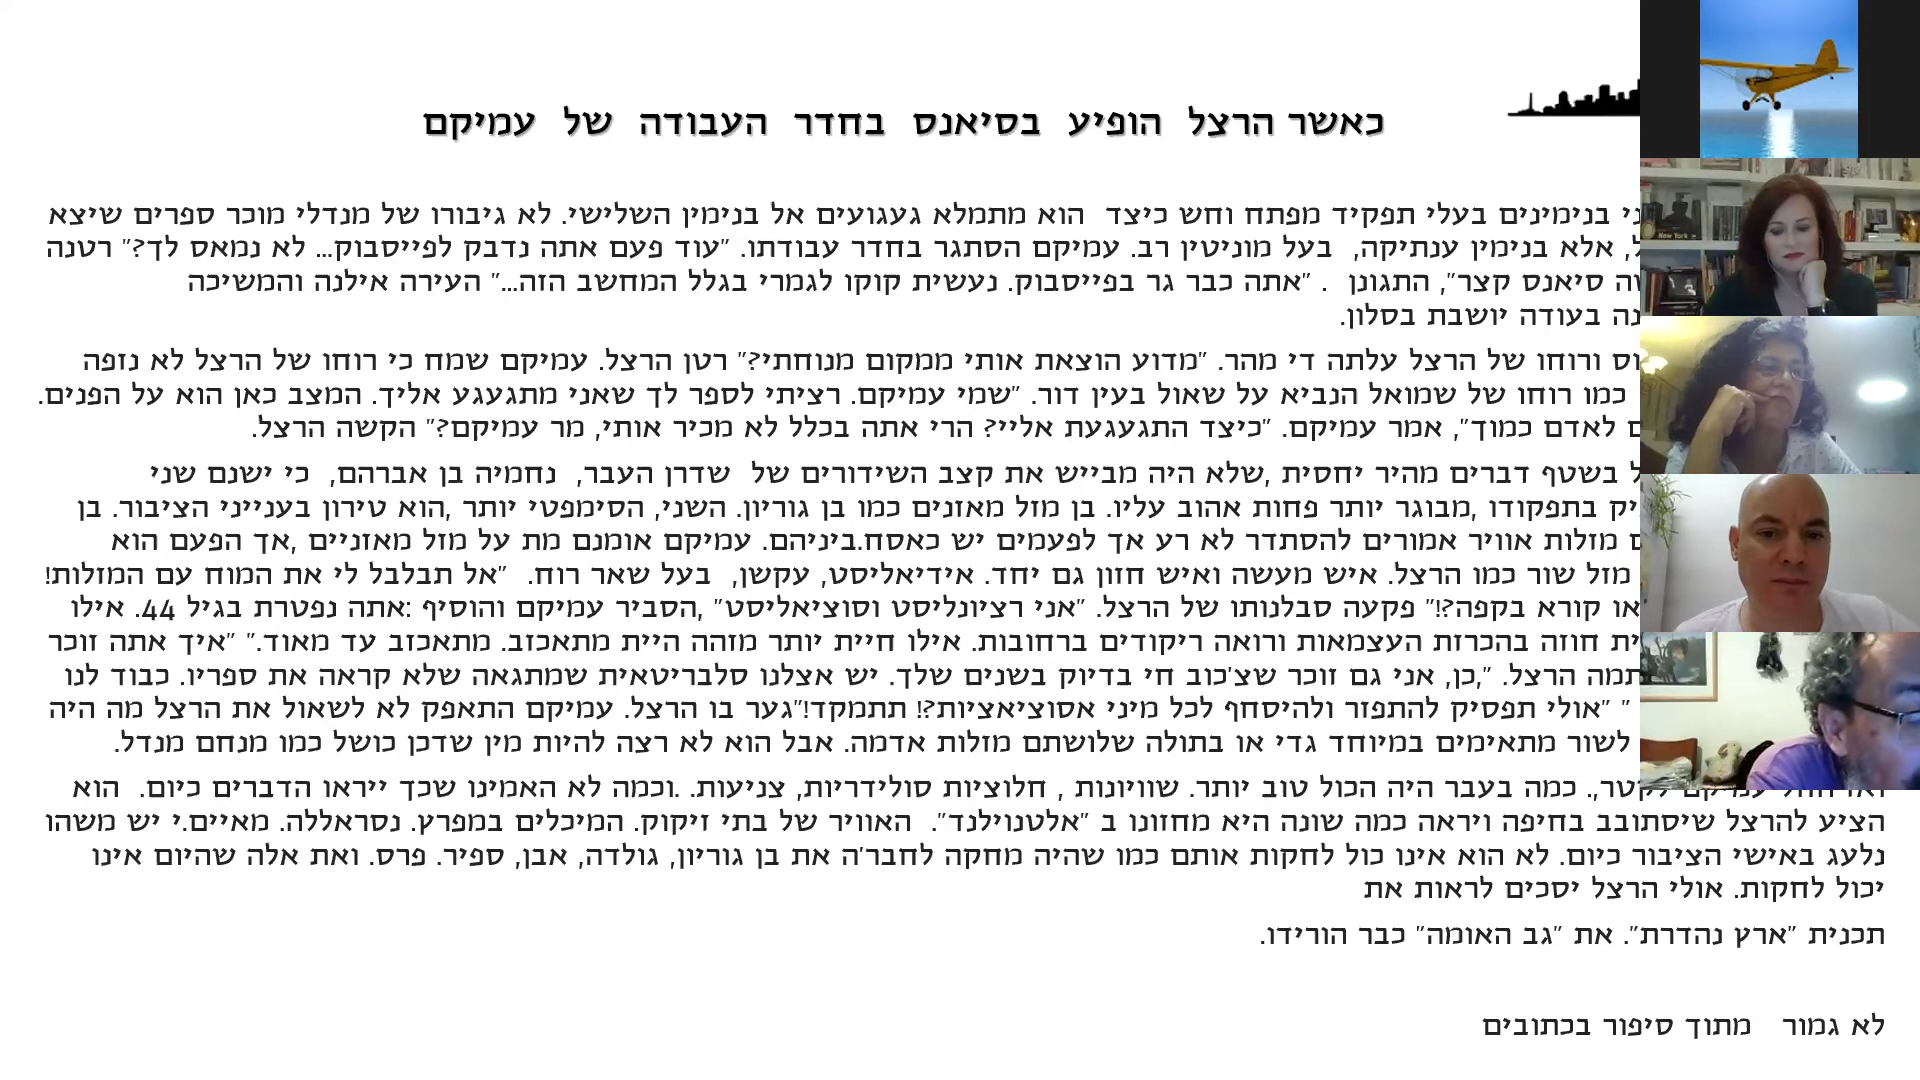 כאשר הרצל הופיע בסיאנס בחדר העבודה של עמיקם
בנימינים בעלי תפקיד מפתח וחש כיצד הוא מתמלא געגועים אל בנימין השלישי. לא גיבורו של מנדלי מוכר ספרים שיצא
אלא בנימין ענתיקה, בעל מוניטין רב. עמיקם הסתגר בחדר עבודתו. "עוד פעם אתה נדבק לפייסבוק... לא נמאס לך?" רטנה
סיאנס קצר", התגונן . "אתה כבר גר בפייסבוק. נעשית קוקו לגמרי בגלל המחשב הזה..." העירה אילנה והמשיכה
בעודה יושבת בסלון.
ורוחו של הרצל עלתה די מהר. "מדוע הוצאת אותי ממקום מנוחתי?" רטן הרצל. עמיקם שמח כי רוחו של הרצל לא נזפה
כמו רוחו של שמואל הנביא על שאול בעין דור. "שמי עמיקם. רציתי לספר לך שאני מתגעגע אליך. המצב כאן הוא על הפנים.
לאדם כמוך", אמר עמיקם. "כיצד התגעגעת אליי? הרי אתה בכלל לא מכיר אותי, מר עמיקם?" הקשה הרצל.
בשטף דברים מהיר יחסית ,שלא היה מבייש את קצב השידורים של שדרן העבר, נחמיה בן אברהם, כי ישנם שני
בתפקודו ,מבוגר יותר פחות אהוב עליו. בן מזל מאזנים כמו בן גוריון. השני, הסימפטי יותר ,הוא טירון בענייני הציבור. בן
מזלות אוויר אמורים להסתדר לא רע אך לפעמים יש כאסח.ביניהם. עמיקם אומנם מת על מזל מאזניים ,אך הפעם הוא
מזל שור כמו הרצל. איש מעשה ואיש חזון גם יחד. אידיאליסט, עקשן, בעל שאר רוח. "אל תבלבל לי את המוח עם המזלות!
או קורא בקפה?!" פקעה סבלנותו של הרצל. "אני רציונליסט וסוציאליסט" ,הסביר עמיקם והוסיף :אתה נפטרת בגיל 44. אילו
חוזה בהכרזת העצמאות ורואה ריקודים ברחובות. אילו חיית יותר מזהה היית מתאכזב. מתאכזב עד מאוד." "איך אתה זוכר
תמה הרצל. ",כן, אני גם זוכר שצ'כוב חי בדיוק בשנים שלך. יש אצלנו סלבריטאית שמתגאה שלא קראה את ספריו. כבוד לנו
" "אולי תפסיק להתפזר ולהיסחף לכל מיני אסוציאציות?! תתמקד!"גער בו הרצל. עמיקם התאפק לא לשאול את הרצל מה היה
לשור מתאימים במיוחד גדי או בתולה שלושתם מזלות אדמה. אבל הוא לא רצה להיות מין שדכן כושל כמו מנחם מנדל.
כמה בעבר היה הכול טוב יותר. שוויונות , חלוציות סולידריות, צניעות. .וכמה לא האמינו שכך ייראו הדברים כיום. הוא
הציע להרצל שיסתובב בחיפה ויראה כמה שונה היא מחזונו ב "אלטנוילנד". האוויר של בתי זיקוק. המיכלים במפרץ. נסראללה. מאיים.י יש משהו
נלעג באישי הציבור כיום. לא הוא אינו כול לחקות אותם כמו שהיה מחקה לחבר'ה את בן גוריון, גולדה, אבן, ספיר. פרס. ואת אלה שהיום אינו
יכול לחקות. אולי הרצל יסכים לראות את
תכנית "ארץ נהדרת". את "גב האומה" כבר הורידו.
לא גמור מתוך סיפור בכתובים
New York